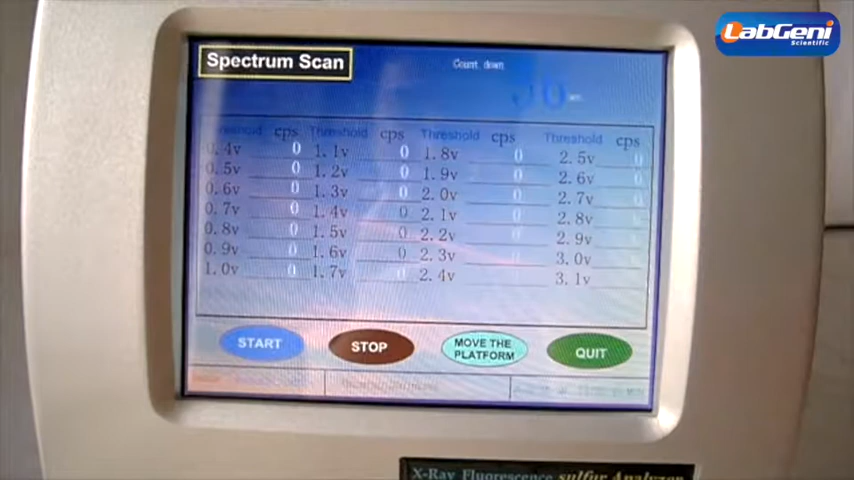 LabGeni
Scientific
Spectrum Scan
Count down
Threshold cps Threshold cps Threshold cps Threshold cps
0.4v 0 1.1v 0 1.8v 0 2.5v 0
0.5v 0 1.2v 0 1.9v 0 2.6v 0
0.6v 0 1.3v 0 2.0v 0 2.7v 0
0.7v 0 1.4v 0 2.1v 0 2.8v
0.8v 0 1.5v 0 2.2v 0 2.9v
0.9v 0 1.6v 0 2.3v 0 3.0v
1.0v 0 1.7v 0 2.4v 3.1v
START STOP MOVE THE PLATFORM QUIT
X-Ray Fluorescence sulfur Analyzer